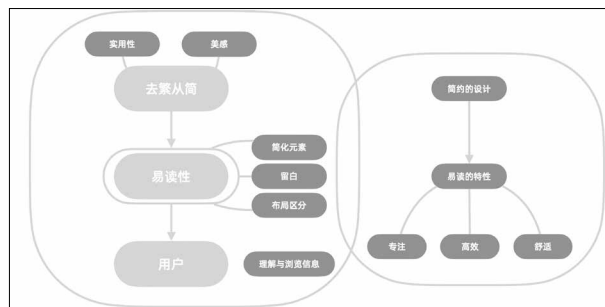 实用性
美感
去繁从简
简化元素
易读性
留白
布局区分
用户
理解与浏览信息
简约的设计
易读的特性
专注
高效
舒适